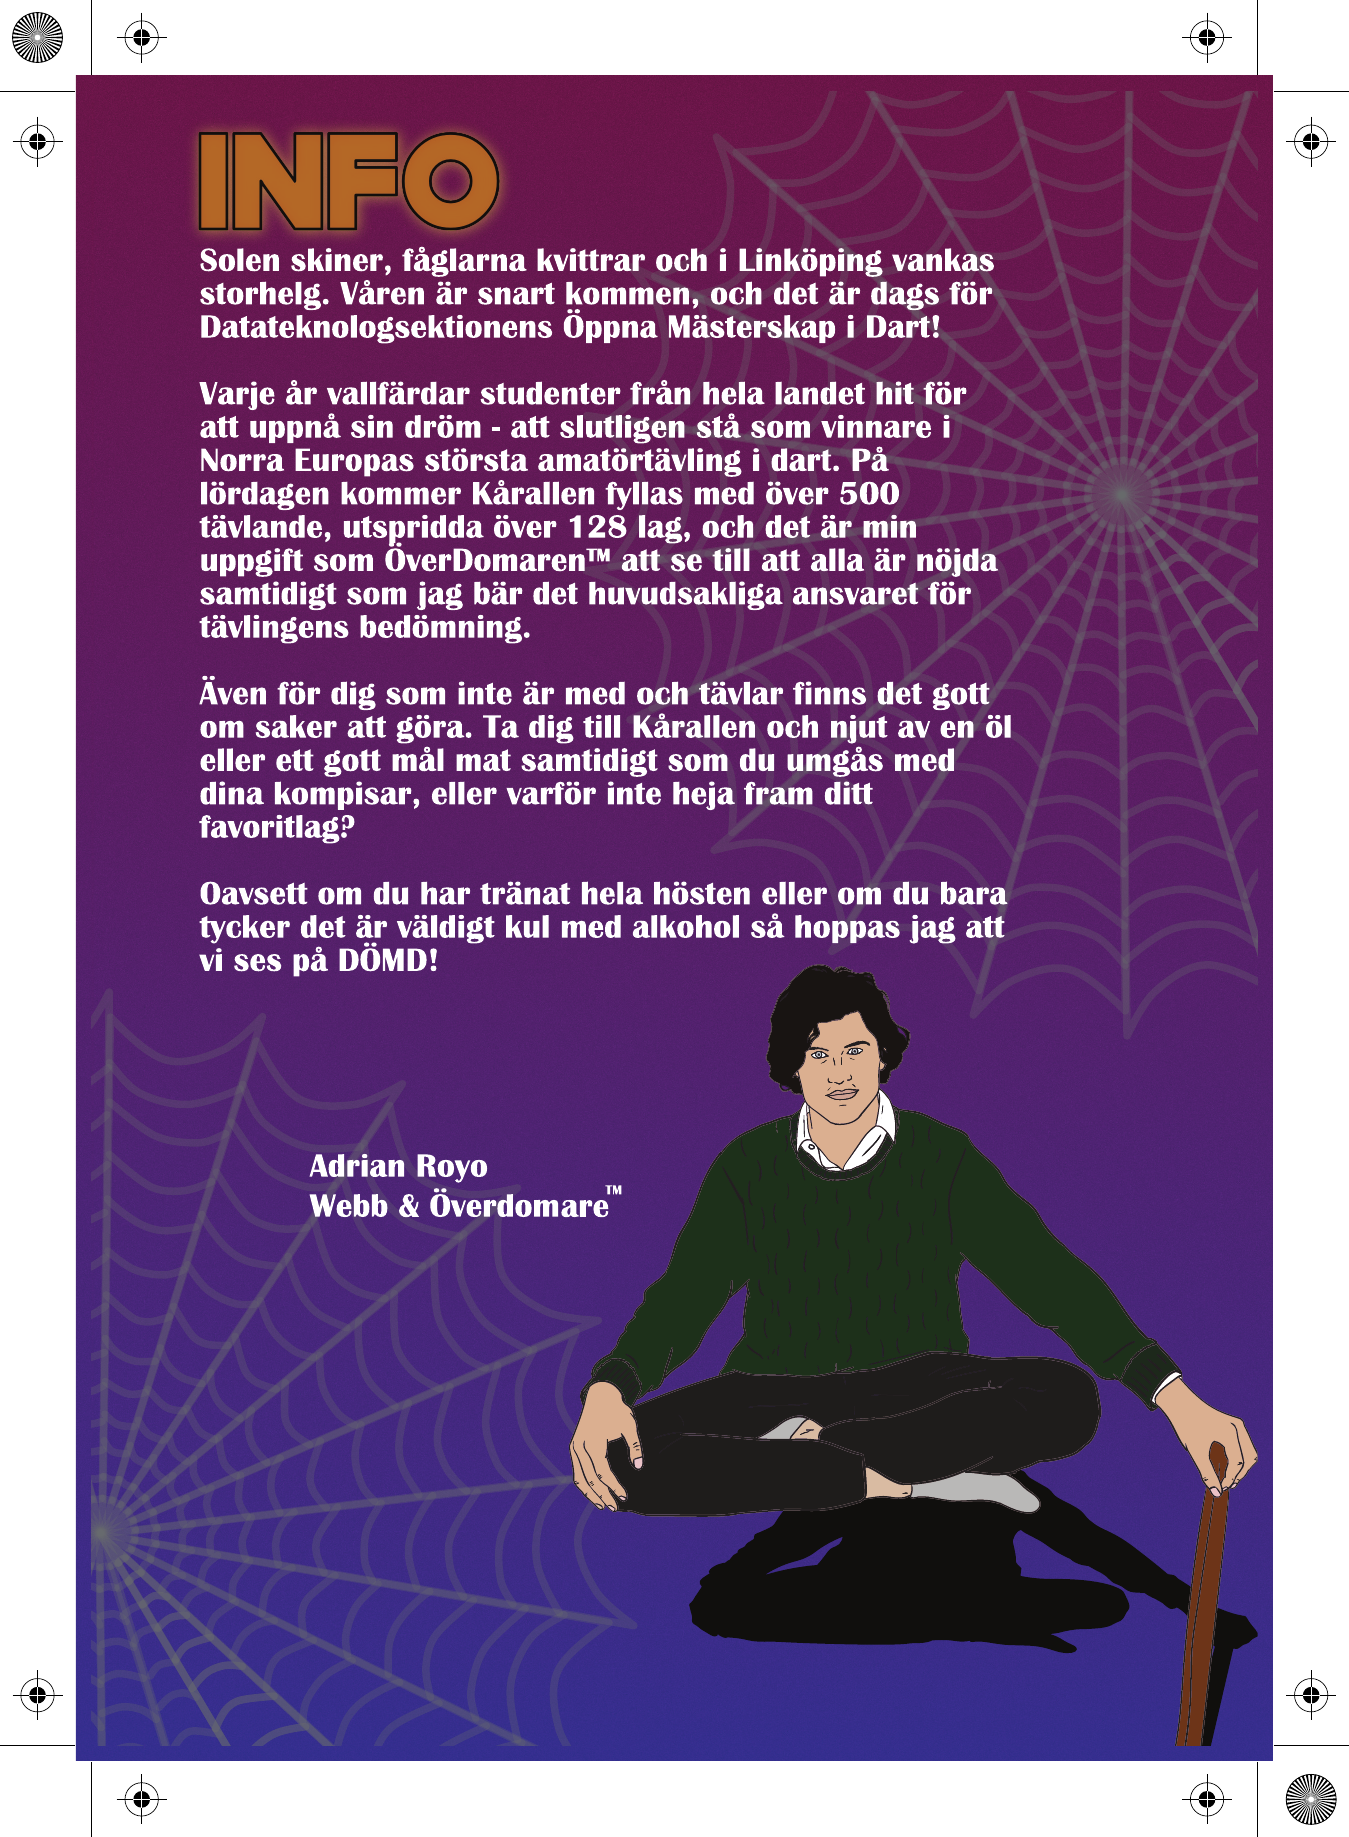 INFO
Solen skiner, fåglarna kvittrar och i Linköping vankas
storhelg. Våren är snart kommen, och det är dags för
Datateknologsektionens Öppna Mästerskap i Dart!
Varje år vallfärdar studenter från hela landet hit för
att uppnå sin dröm - att slutligen stå som vinnare i
Norra Europas största amatörtävling i dart. På
lördagen kommer Kårallen fyllas med över 500
tävlande, utspridda över 128 lag, och det är min
uppgift som ÖverDomaren™ att se till att alla är nöjda
samtidigt som jag bär det huvudsakliga ansvaret för
tävlingens bedömning.
Även för dig som inte är med och tävlar finns det gott
om saker att göra. Ta dig till Kårallen och njut av en öl
eller ett gott mål mat samtidigt som du umgås med
dina kompisar, eller varför inte heja fram ditt
favoritlag?
Oavsett om du har tränat hela hösten eller om du bara
tycker det är väldigt kul med alkohol så hoppas jag att
vi ses på DÖMD!
Adrian Royo
Webb & Överdomare™